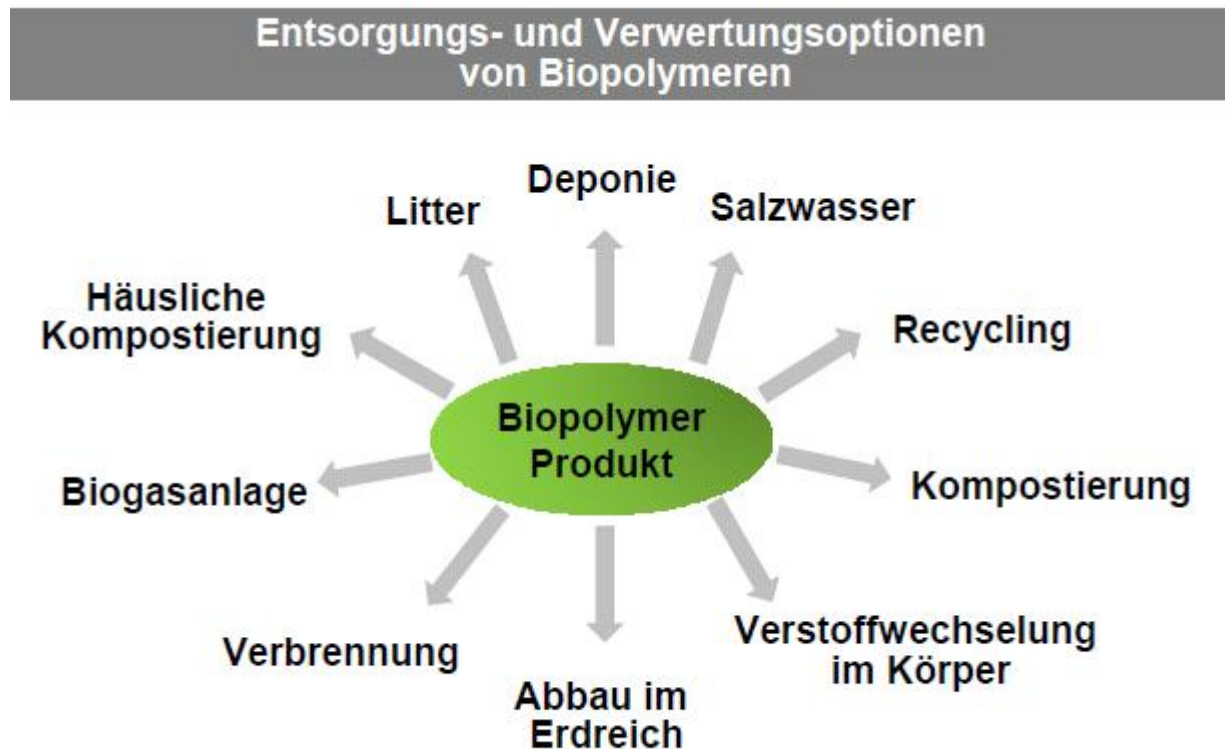 Entsorgungs- und Verwertungsoptionen
von Biopolymeren
Deponie
Litter
Salzwasser
Häusliche
Kompostierung
Recycling
Biopolymer
Produkt
Biogasanlage
Kompostierung
Verbrennung
Verstoffwechselung
im Körper
Abbau im
Erdreich